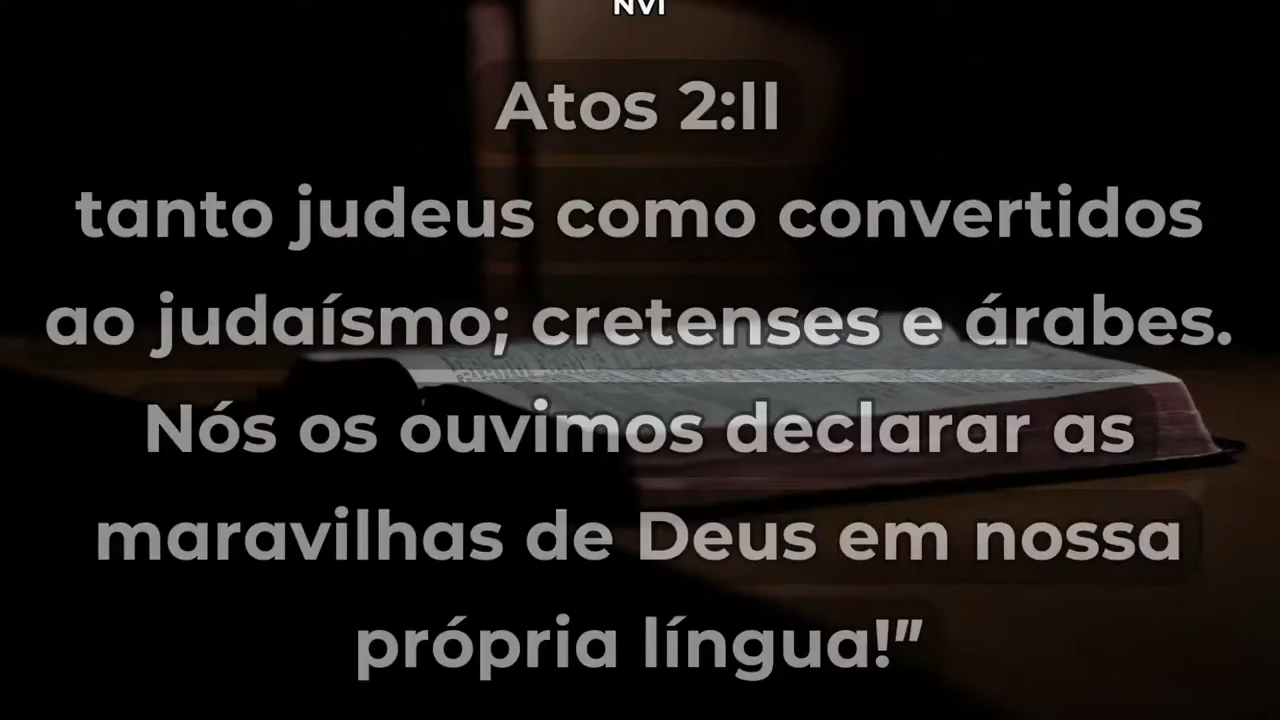 NVI
Atos 2:11
tanto judeus como convertidos
ao judaísmo; cretenses e árabes.
Nós os ouvimos declarar as
maravilhas de Deus em nossa
própria língua!”